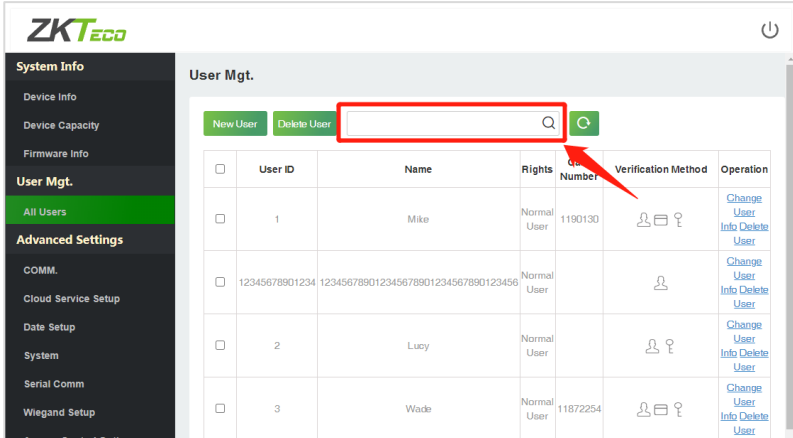 ZKTeco
System Info
Device Info
Device Capacity
Firmware Info
User Mgt.
All Users
Advanced Settings
COMM.
Cloud Service Setup
Date Setup
System
Serial Comm
Wiegand Setup
User Mgt.
New User Delete User
User ID Name Rights Number Verification Method Operation
1 Mike Normal User 1190130 Change User Info Delete User
12345678901234 123456789012345678901234567890123456 Normal User Change User Info Delete User
2 Lucy Normal User Change User Info Delete User
3 Wade Normal User 11872254 Change User Info Delete User